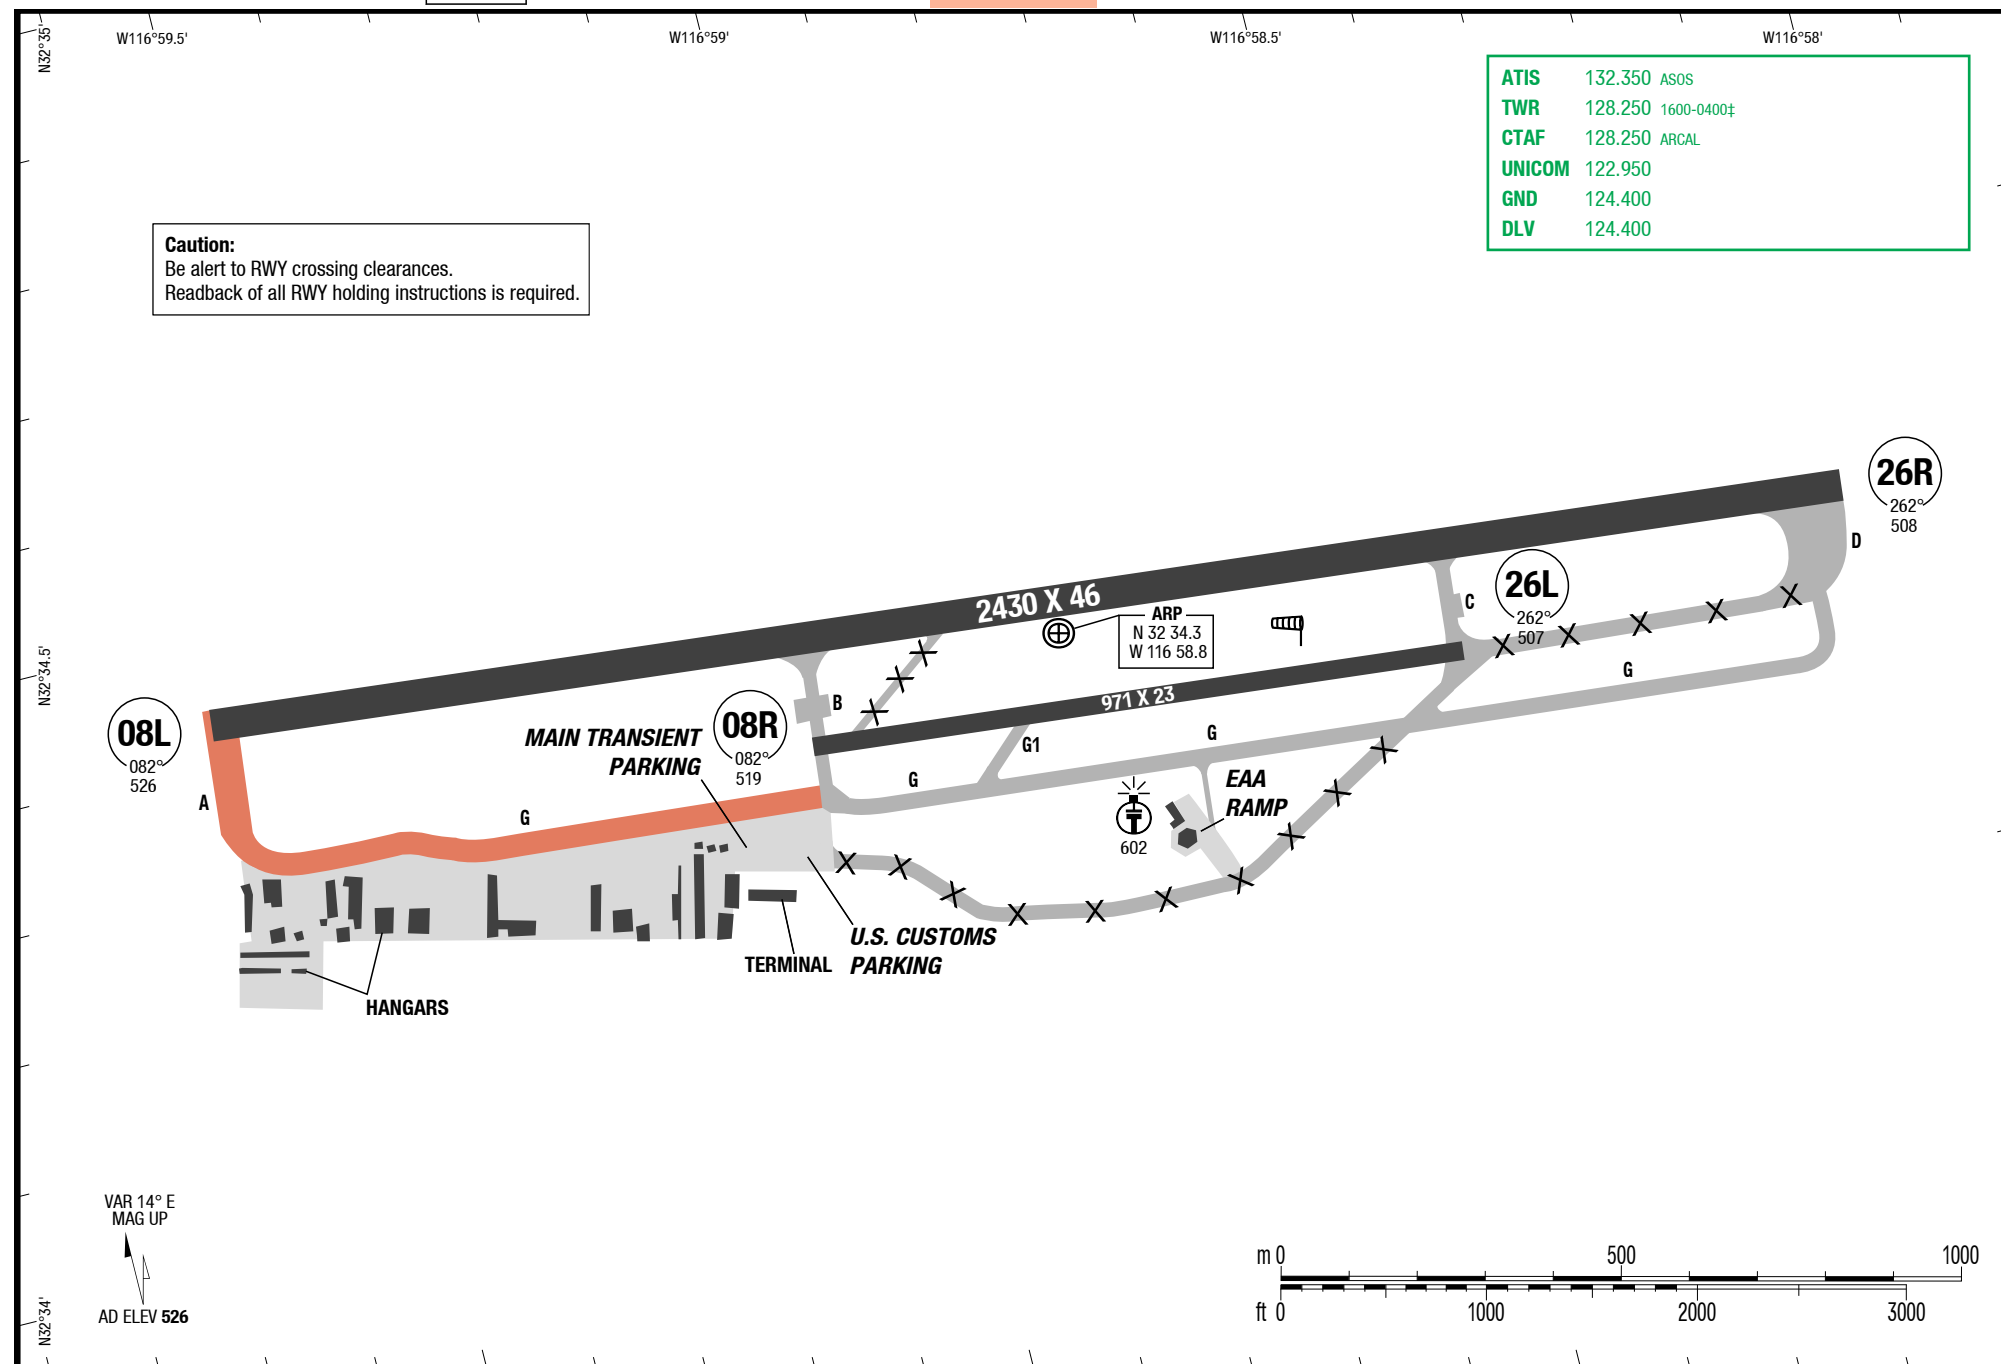 W116°59.5'
W116°59'
W116°58.5'
W116°58'
N32°35'
ATIS 132.350 ASOS
TWR 128.250 1600-0400‡
CTAF 128.250 ARCAL
UNICOM 122.950
GND 124.400
DLV 124.400
Caution:
Be alert to RWY crossing clearances.
Readback of all RWY holding instructions is required.
26R
262°
508
D
26L
262°
507
C
2430 X 46
ARP
N 32 34.3
W 116 58.8
N32°34.5'
G
971 X 23
B
08L
082°
526
08R
082°
519
MAIN TRANSIENT
PARKING
G1
G
G
EAA
RAMP
A
G
602
U.S. CUSTOMS
PARKING
TERMINAL
HANGARS
VAR 14° E
MAG UP
AD ELEV 526
N32°34'
m 0 500 1000
ft 0 1000 2000 3000